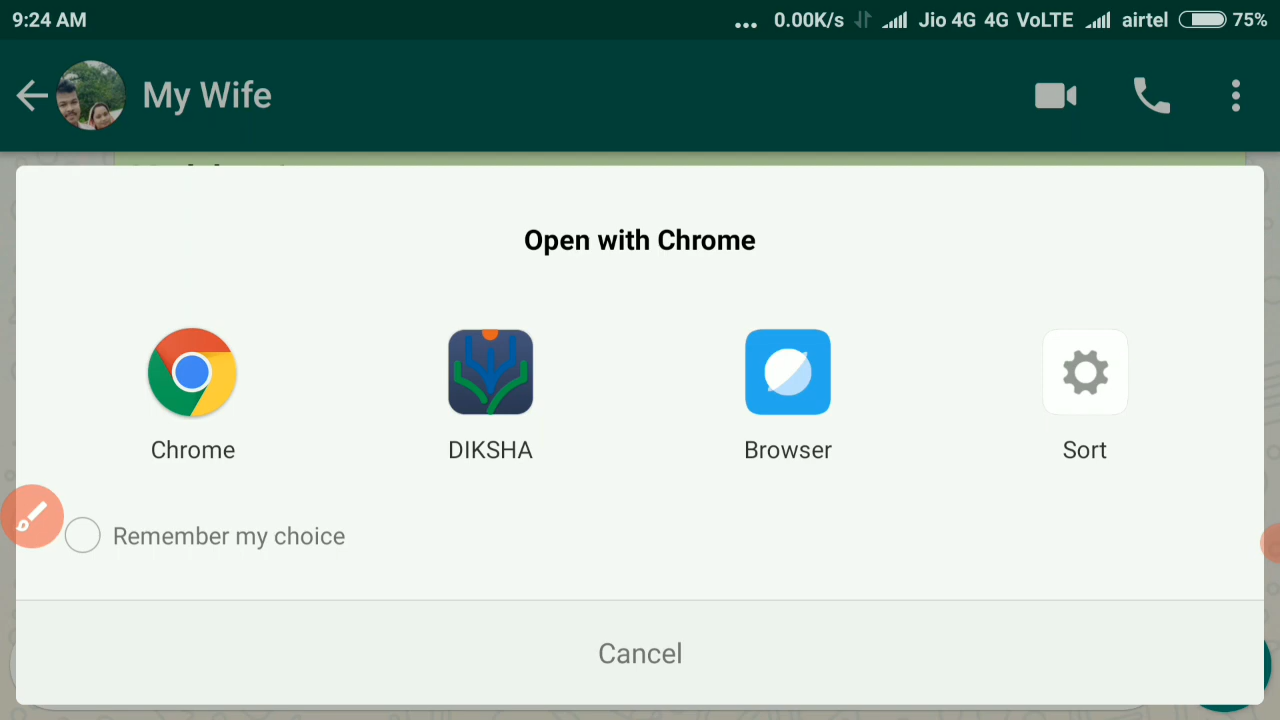 9:24 AM ... 0.00K/s Jio 4G 4G VoLTE airtel 75%
My Wife
Open with Chrome
Chrome DIKSHA Browser Sort
Remember my choice
Cancel